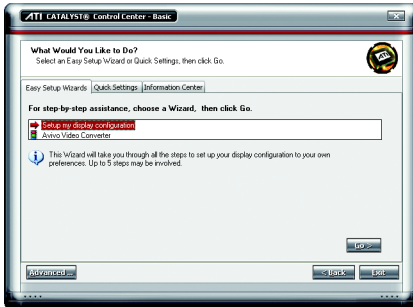 ATI CATALYST® Control Center - Basic
What Would You Like to Do?
Select an Easy Setup Wizard or Quick Settings, then click Go.
ATI
Easy Setup Wizards Quick Settings Information Center
For step-by-step assistance, choose a Wizard, then click Go.
Setup my display configuration
Avivo Video Converter
This Wizard will take you through all the steps to set up your display configuration to your own
preferences. Up to 5 steps may be involved.
Go >
Advanced ... < Back Exit